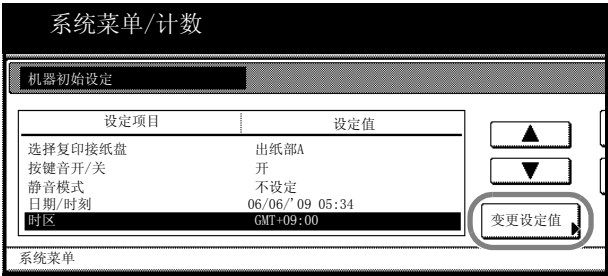 系统菜单/计数
机器初始设定
设定项目 设定值
选择复印接纸盘 出纸部A
按键音开/关 开
静音模式 不设定
日期/时刻 06/06/'09 05:34
时区 GMT+09:00
▲
▼
变更设定值
系统菜单